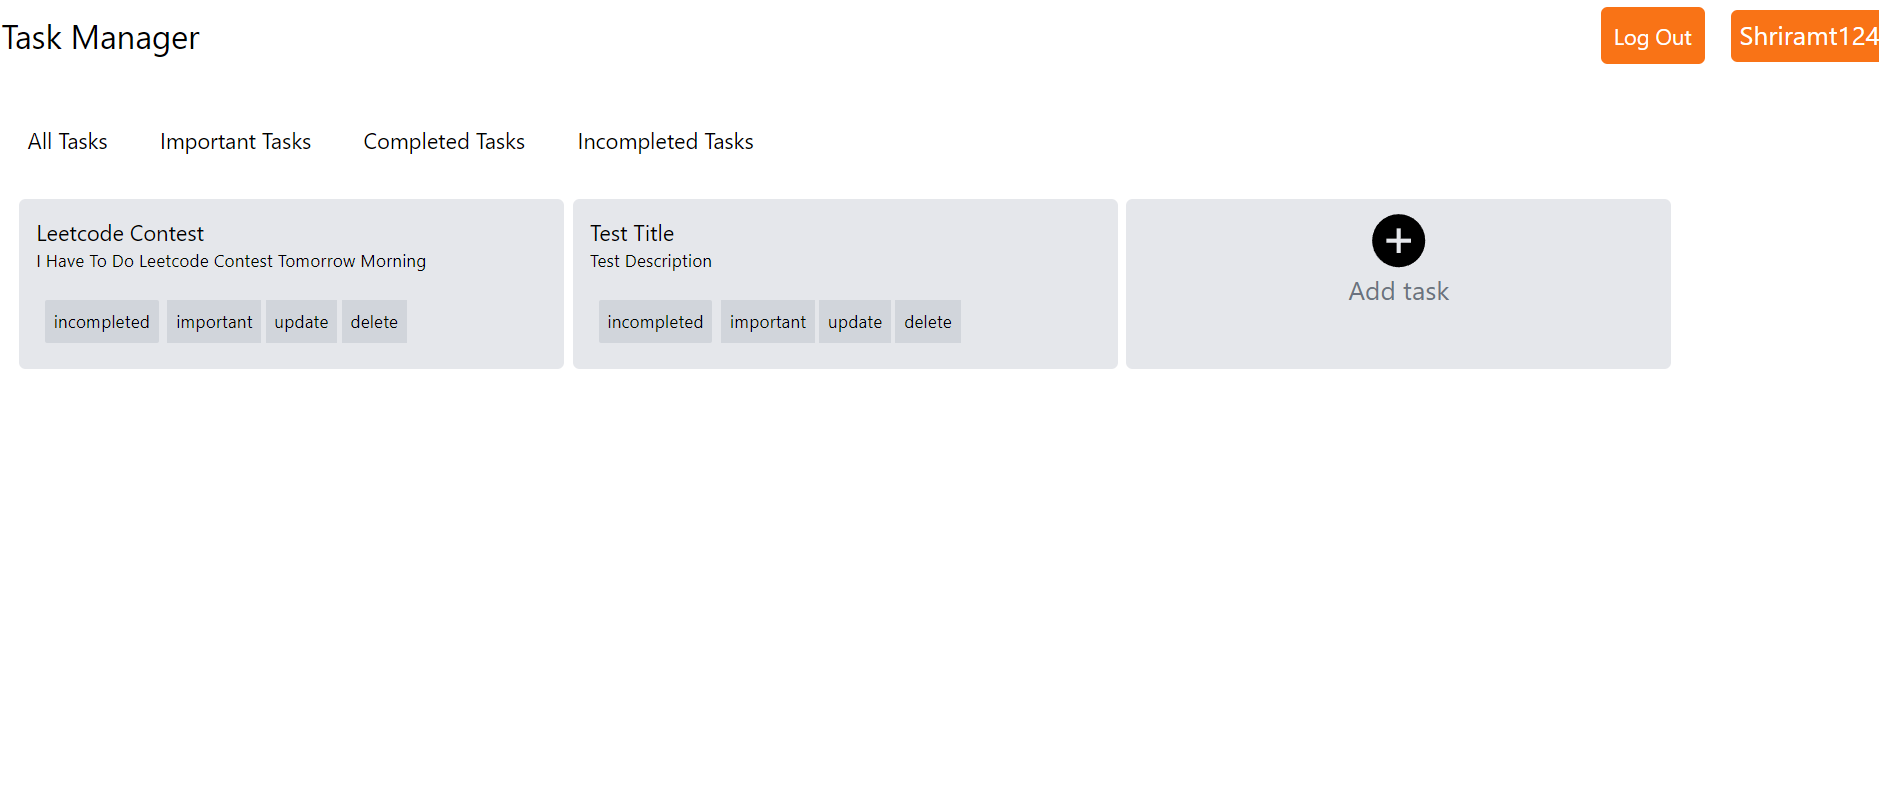 Task Manager
Log Out
Shriramt124
All Tasks Important Tasks Completed Tasks Incompleted Tasks
Leetcode Contest
I Have To Do Leetcode Contest Tomorrow Morning
incompleted important update delete
Test Title
Test Description
incompleted important update delete
Add task